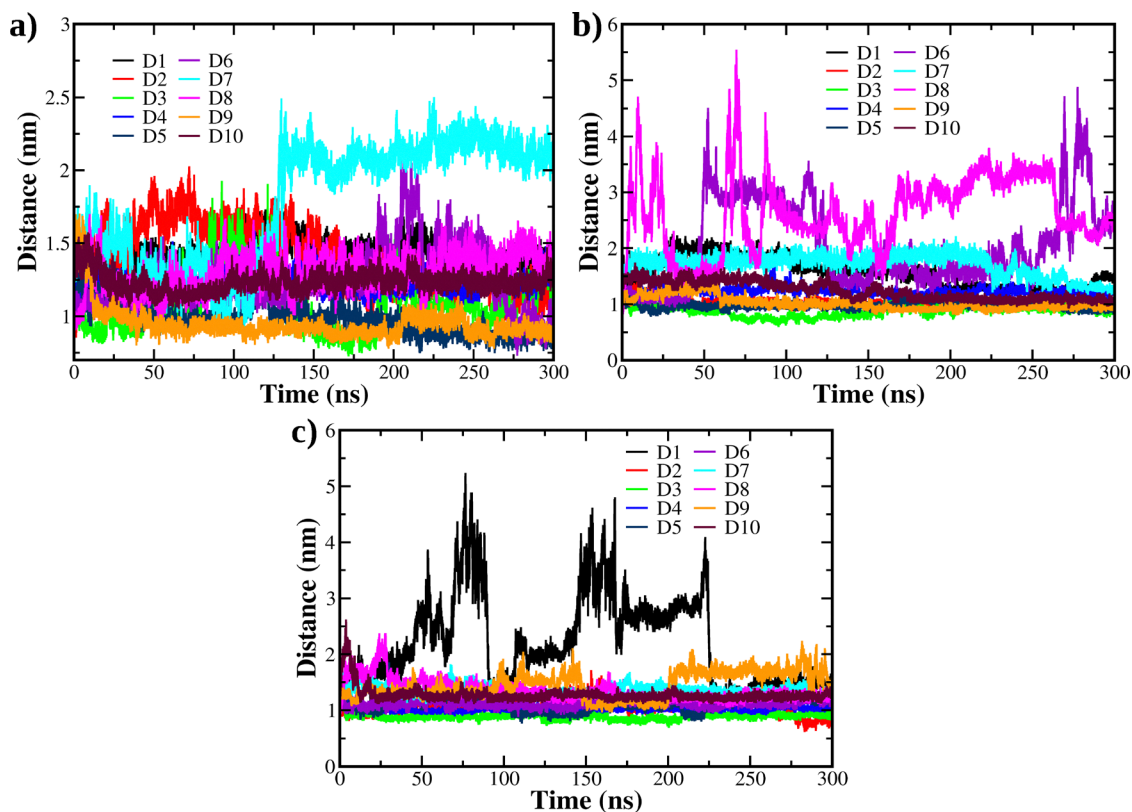 a)
3
2.5
2
1.5
1
Distance (nm)
D1 D6
D2 D7
D3 D8
D4 D9
D5 D10
0 50 100 150 200 250 300
Time (ns)
b)
6
5
4
3
2
1
0
Distance (nm)
D1 D6
D2 D7
D3 D8
D4 D9
D5 D10
0 50 100 150 200 250 300
Time (ns)
c)
6
5
4
3
2
1
0
Distance (nm)
D1 D6
D2 D7
D3 D8
D4 D9
D5 D10
0 50 100 150 200 250 300
Time (ns)